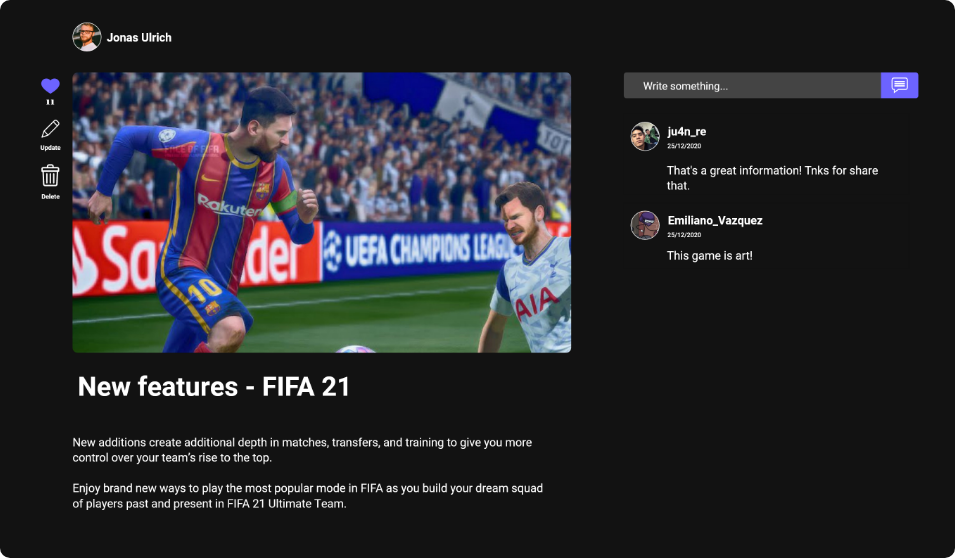 Jonas Ulrich
11
Update
Delete
Rakuten
10
Santander
UEFA CHAMPIONS LEAGUE
AIA
New features - FIFA 21
New additions create additional depth in matches, transfers, and training to give you more
control over your team’s rise to the top.
Enjoy brand new ways to play the most popular mode in FIFA as you build your dream squad
of players past and present in FIFA 21 Ultimate Team.
Write something...
ju4n_re
25/12/2020
That's a great information! Tnks for share
that.
Emiliano_Vazquez
25/12/2020
This game is art!